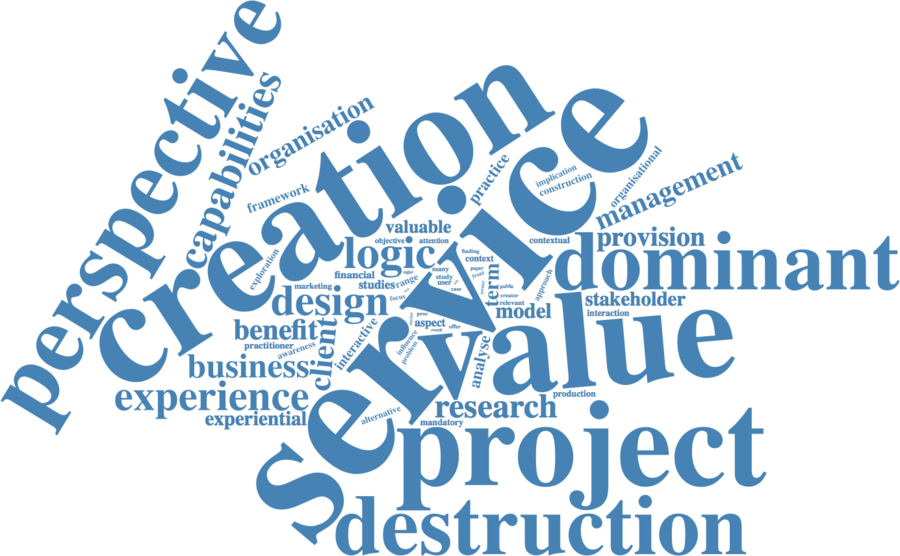 perspective
capabilities
organisation
creation
framework
practice
implication
construction
organisational
management
service
valuable
objective
attention
logic
finding
context
contextual
provision
dominant
exploration
financial
marketing
studies
range
many
study
user
case
paper
term
public
creator
relevant
approach
design
focus
model
stakeholder
interaction
benefit
practitioner
awareness
client
interactive
influence
problem
aspect
offer
analyse
value
business
experience
experiential
alternative
research
mandatory
production
project
destruction